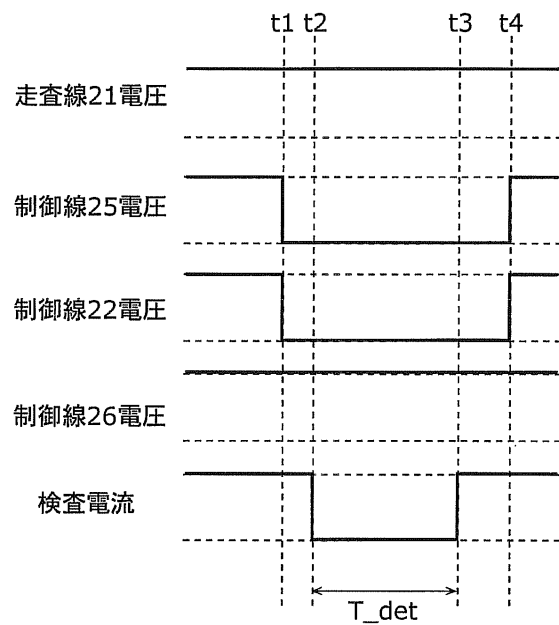 t1 t2 t3 t4
走査線21電圧
制御線25電圧
制御線22電圧
制御線26電圧
検査電流
T_det